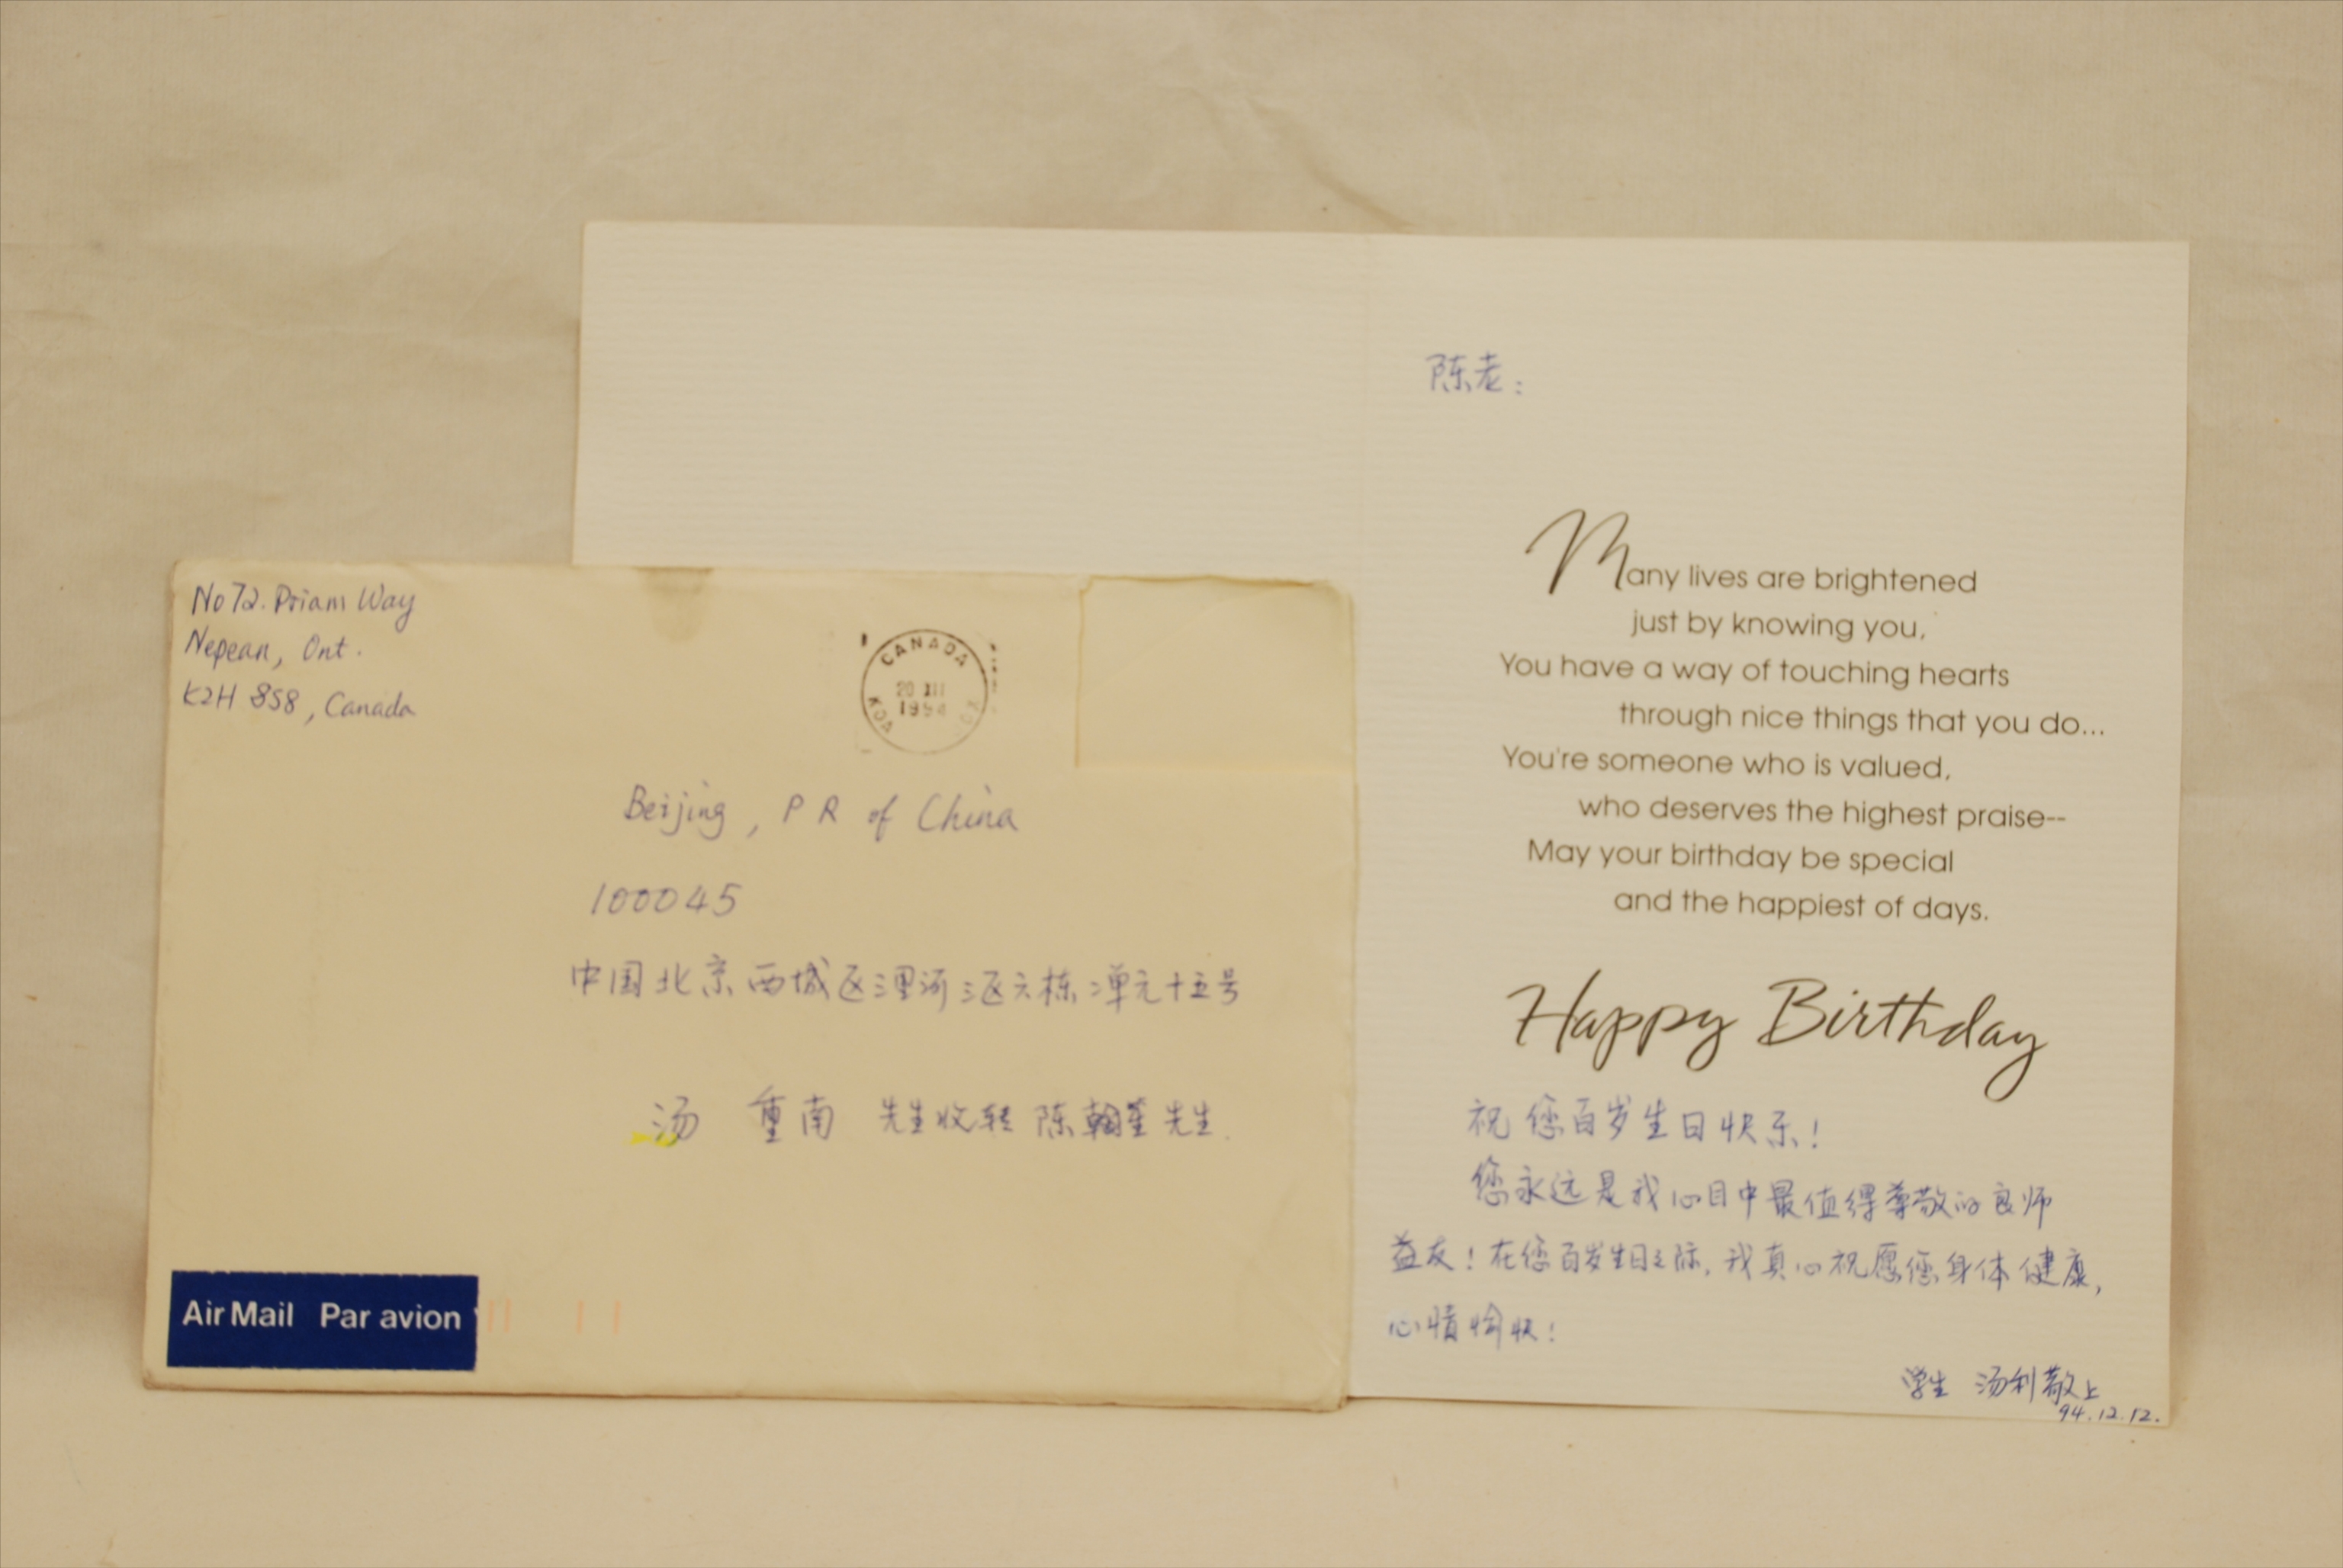 No 72. Priam Way
Nepean, Ont.
K2H 8S8, Canada
CANADA
20 XII
1994
Beijing, P R of China
100045
中国北京西城区三里河三区六栋二单元十五号
汤 重南 先生收转 陈翰笙先生.
Air Mail Par avion
陈老：
Many lives are brightened
just by knowing you,
You have a way of touching hearts
through nice things that you do...
You're someone who is valued,
who deserves the highest praise--
May your birthday be special
and the happiest of days.
Happy Birthday
祝您百岁生日快乐！
您永远是我心目中最值得尊敬的良师
益友！在您百岁生日之际，我真心祝愿您身体健康，
心情愉快！
学生 汤利敬上
94.12.12.